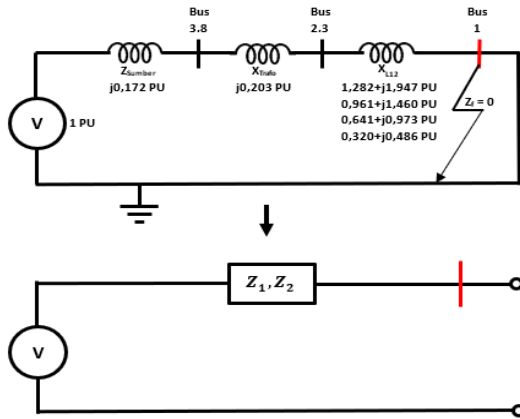 Bus
3.8
Bus
2.3
Bus
1
Z_Sumber
j0,172 PU
X_Trafo
j0,203 PU
X_L12
1,282+j1,947 PU
0,961+j1,460 PU
0,641+j0,973 PU
0,320+j0,486 PU
Z_f = 0
V
1 PU
Z_1, Z_2
V